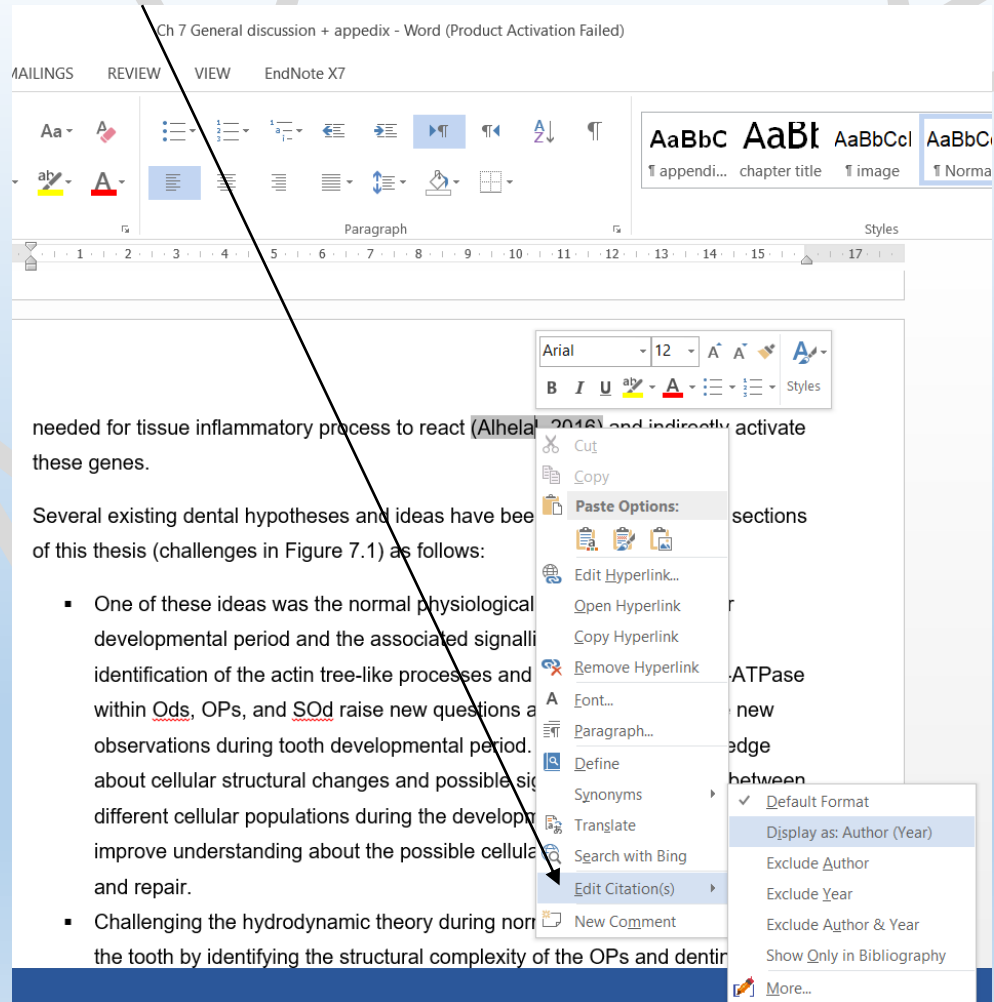 Ch 7 General discussion + appedix - Word (Product Activation Failed)
MAILINGS REVIEW VIEW EndNote X7
Aa
AaBbC AaBb AaBbCcl AaBbCc
¶ appendi... chapter title ¶ image ¶ Norma
Paragraph Styles
1 2 3 4 5 6 7 8 9 10 11 12 13 14 15 17
Arial 12 A A A
B I U ab A Styles
needed for tissue inflammatory process to react (Alhelal, 2016) and indirectly activate
these genes.
Cut
Copy
Paste Options:
Several existing dental hypotheses and ideas have bee sections
of this thesis (challenges in Figure 7.1) as follows:
Edit Hyperlink...
▪ One of these ideas was the normal physiological r
Open Hyperlink
developmental period and the associated signalli
Copy Hyperlink
identification of the actin tree-like processes and -ATPase
Remove Hyperlink
within Ods, OPs, and SOd raise new questions a new
Font...
observations during tooth developmental period. edge
Paragraph...
Define
about cellular structural changes and possible sig between
Synonyms
different cellular populations during the developm
Translate
improve understanding about the possible cellula
Search with Bing
and repair.
Edit Citation(s)
▪ Challenging the hydrodynamic theory during norr
New Comment
the tooth by identifying the structural complexity of the OPs and dentin
✓ Default Format
Display as: Author (Year)
Exclude Author
Exclude Year
Exclude Author & Year
Show Only in Bibliography
More...